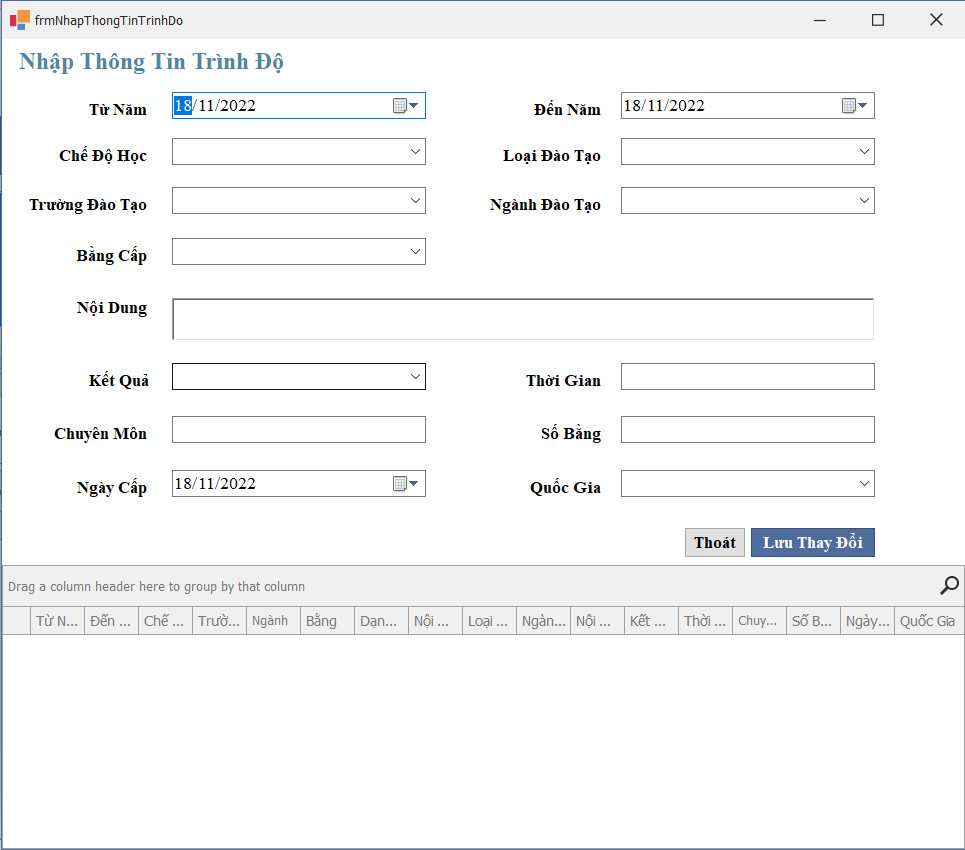 frmNhapThongTinTrinhDo
Nhập Thông Tin Trình Độ
Từ Năm 18/11/2022 Đến Năm 18/11/2022
Chế Độ Học Loại Đào Tạo
Trường Đào Tạo Ngành Đào Tạo
Bằng Cấp
Nội Dung
Kết Quả Thời Gian
Chuyên Môn Số Bằng
Ngày Cấp 18/11/2022 Quốc Gia
Thoát Lưu Thay Đổi
Drag a column header here to group by that column
Từ N... Đến ... Chế ... Trườ... Ngành Bằng Dạn... Nội ... Loại ... Ngàn... Nội ... Kết ... Thời ... Chuy... Số B... Ngày... Quốc Gia